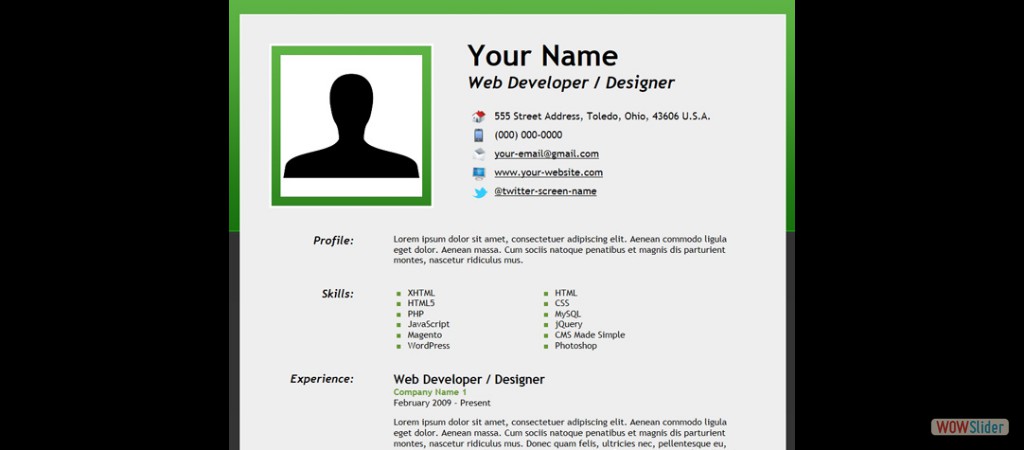 Your Name
Web Developer / Designer
555 Street Address, Toledo, Ohio, 43606 U.S.A.
(000) 000-0000
your-email@gmail.com
www.your-website.com
@twitter-screen-name
Profile:
Lorem ipsum dolor sit amet, consectetuer adipiscing elit. Aenean commodo ligula
eget dolor. Aenean massa. Cum sociis natoque penatibus et magnis dis parturient
montes, nascetur ridiculus mus.
Skills:
XHTML
HTML5
PHP
JavaScript
Magento
WordPress
HTML
CSS
MySQL
jQuery
CMS Made Simple
Photoshop
Experience:
Web Developer / Designer
Company Name 1
February 2009 - Present
Lorem ipsum dolor sit amet, consectetuer adipiscing elit. Aenean commodo ligula
eget dolor. Aenean massa. Cum sociis natoque penatibus et magnis dis parturient
montes, nascetur ridiculus mus. Donec quam felis, ultricies nec, pellentesque eu,
WOWSlider